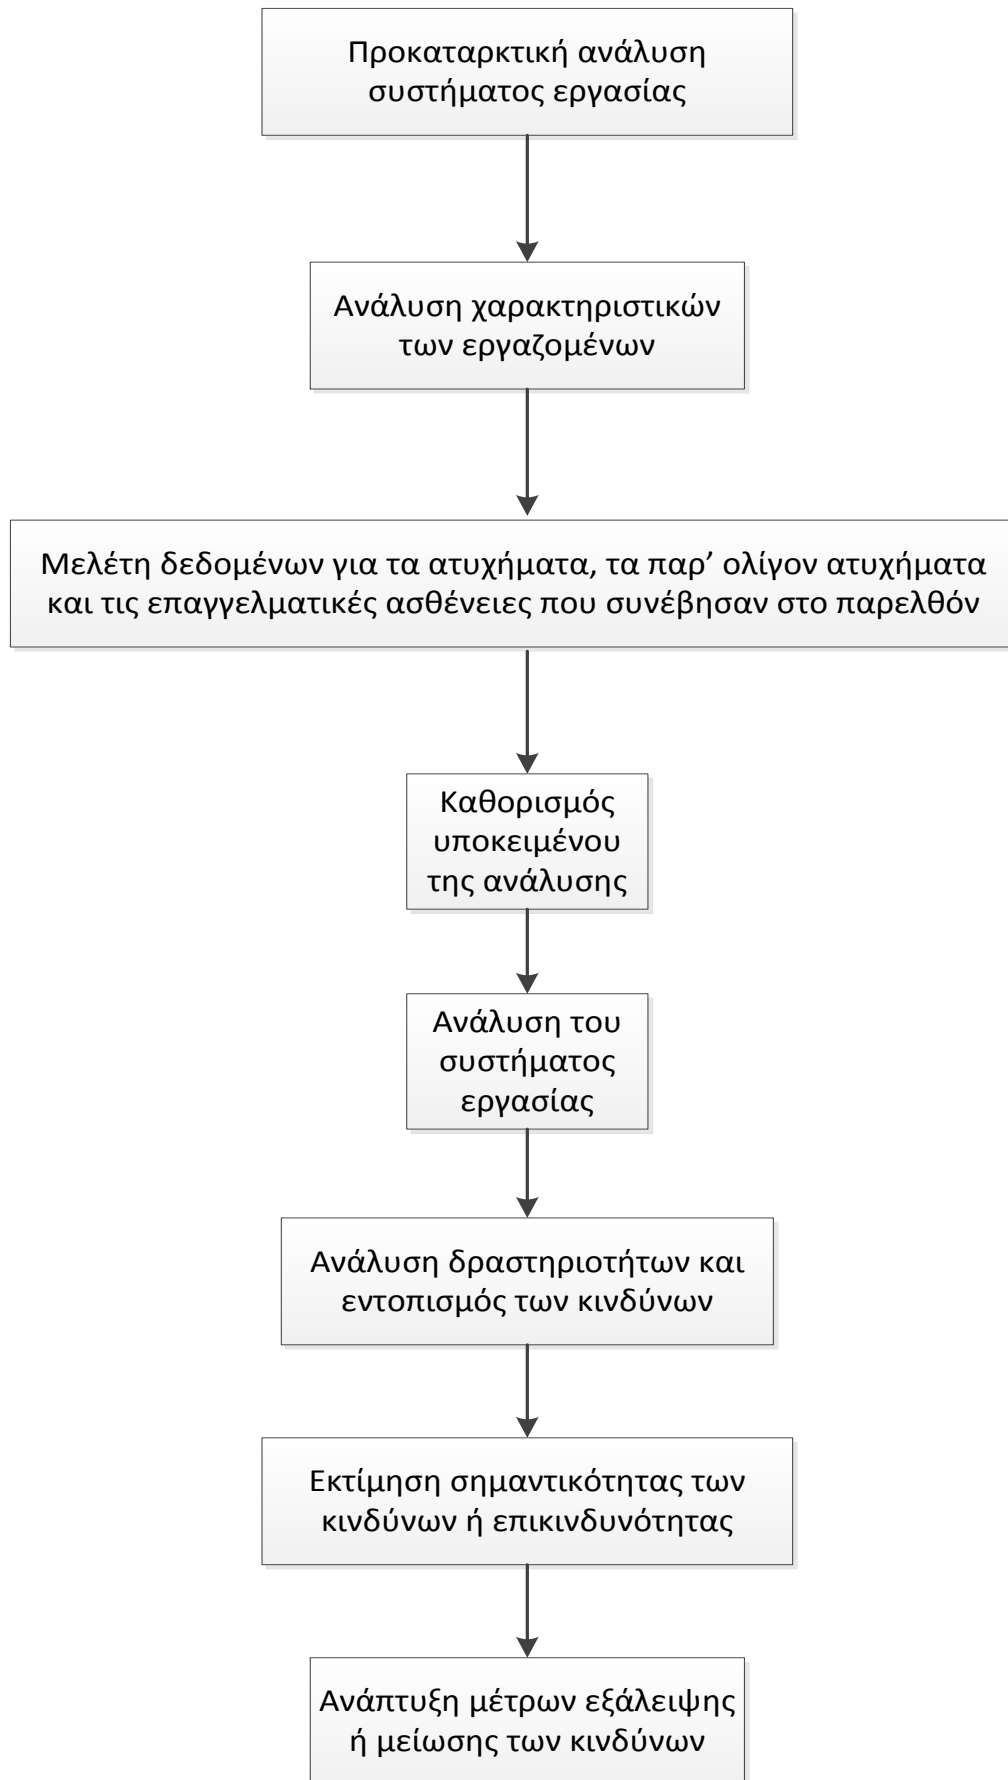 Προκαταρκτική ανάλυση
συστήματος εργασίας
Ανάλυση χαρακτηριστικών
των εργαζομένων
Μελέτη δεδομένων για τα ατυχήματα, τα παρ’ ολίγον ατυχήματα
και τις επαγγελματικές ασθένειες που συνέβησαν στο παρελθόν
Καθορισμός
υποκειμένου
της ανάλυσης
Ανάλυση του
συστήματος
εργασίας
Ανάλυση δραστηριοτήτων και
εντοπισμός των κινδύνων
Εκτίμηση σημαντικότητας των
κινδύνων ή επικινδυνότητας
Ανάπτυξη μέτρων εξάλειψης
ή μείωσης των κινδύνων